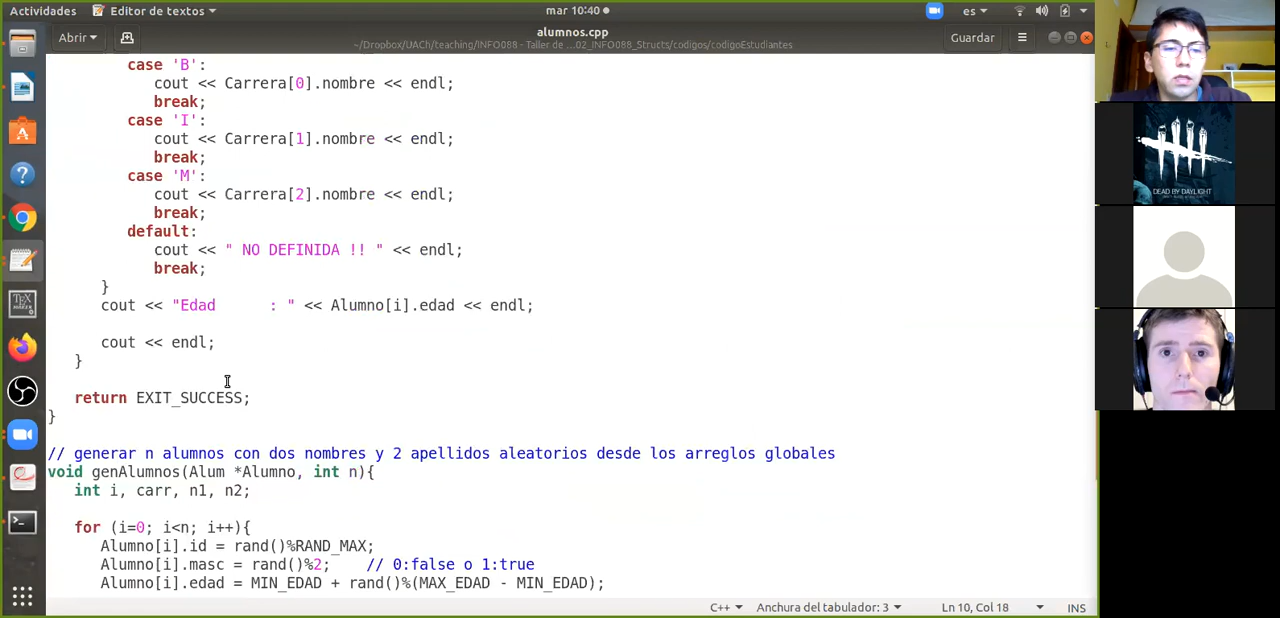 Actividades
Editor de textos
mar 10:40
es
Abrir
alumnos.cpp
~/Dropbox/UACh/teaching/INFO088 - Taller de ...02_INFO088_Structs/codigos/codigoEstudiantes
Guardar
case 'B':
cout << Carrera[0].nombre << endl;
break;
case 'I':
cout << Carrera[1].nombre << endl;
break;
case 'M':
cout << Carrera[2].nombre << endl;
break;
default:
cout << " NO DEFINIDA !! " << endl;
break;
}
cout << "Edad      : " << Alumno[i].edad << endl;
cout << endl;
}
return EXIT_SUCCESS;
}
// generar n alumnos con dos nombres y 2 apellidos aleatorios desde los arreglos globales
void genAlumnos(Alum *Alumno, int n){
int i, carr, n1, n2;
for (i=0; i<n; i++){
Alumno[i].id = rand()%RAND_MAX;
Alumno[i].masc = rand()%2;    // 0:false o 1:true
Alumno[i].edad = MIN_EDAD + rand()%(MAX_EDAD - MIN_EDAD);
C++
Anchura del tabulador: 3
Ln 10, Col 18
INS
DEAD BY DAYLIGHT